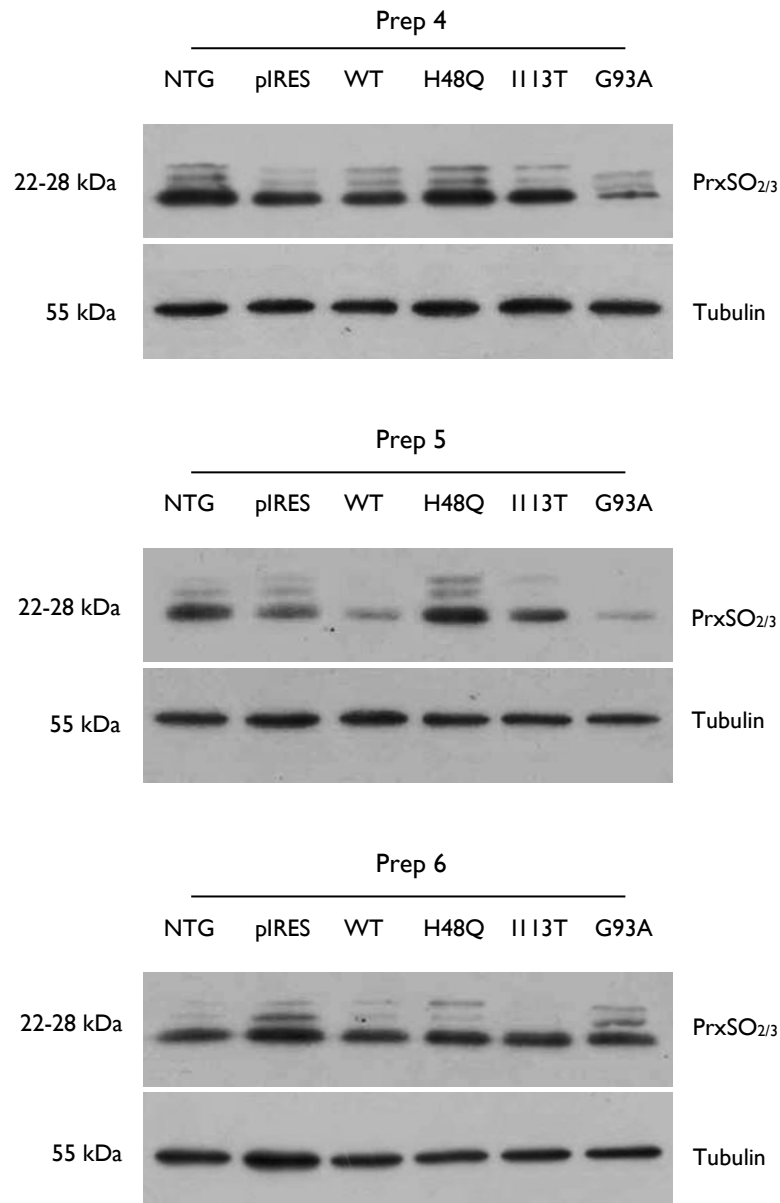 Prep 4
NTG pIRES WT H48Q I113T G93A
22-28 kDa PrxSO2/3
55 kDa Tubulin
Prep 5
NTG pIRES WT H48Q I113T G93A
22-28 kDa PrxSO2/3
55 kDa Tubulin
Prep 6
NTG pIRES WT H48Q I113T G93A
22-28 kDa PrxSO2/3
55 kDa Tubulin